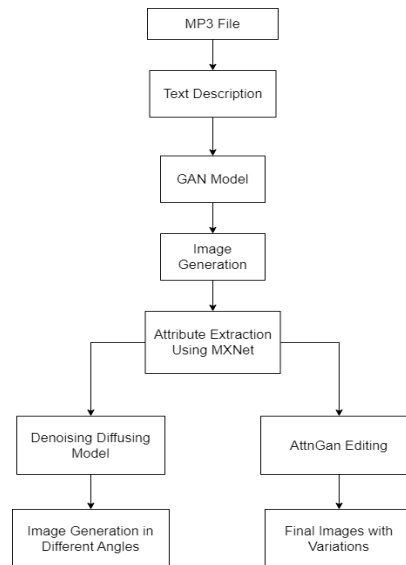 MP3 File
Text Description
GAN Model
Image
Generation
Attribute Extraction
Using MXNet
Denoising Diffusing
Model
AttnGan Editing
Image Generation in
Different Angles
Final Images with
Variations